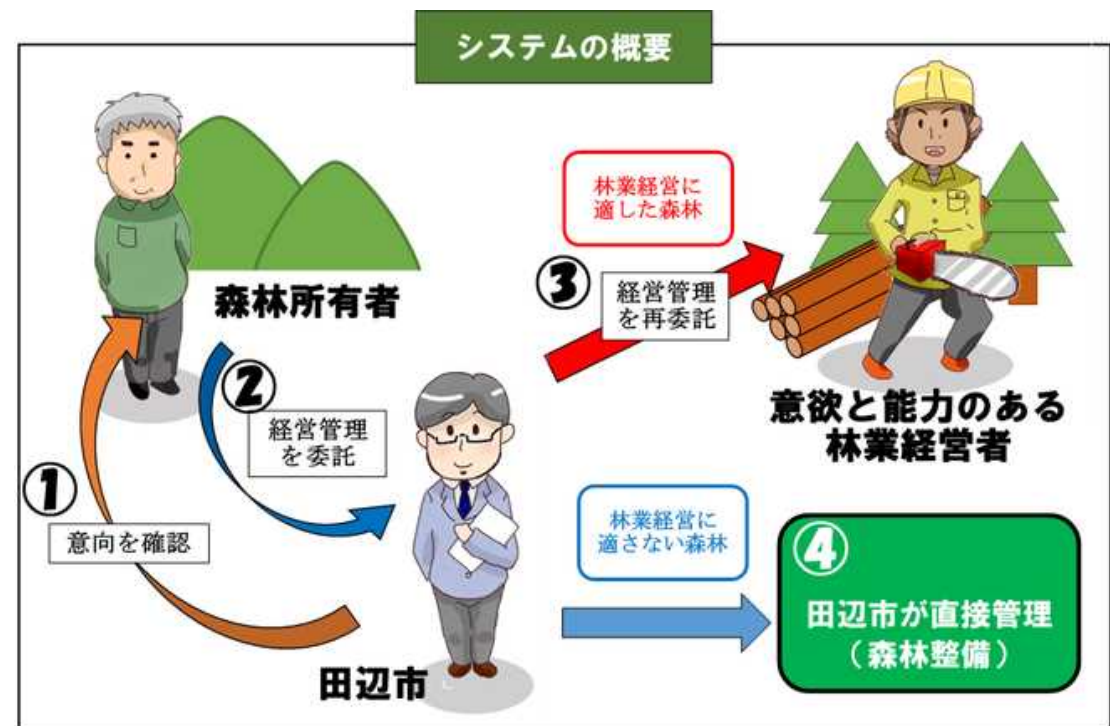 システムの概要
森林所有者
①
意向を確認
②
経営管理
を委託
田辺市
林業経営に
適した森林
③
経営管理
を再委託
意欲と能力のある
林業経営者
林業経営に
適さない森林
④
田辺市が直接管理
（森林整備）